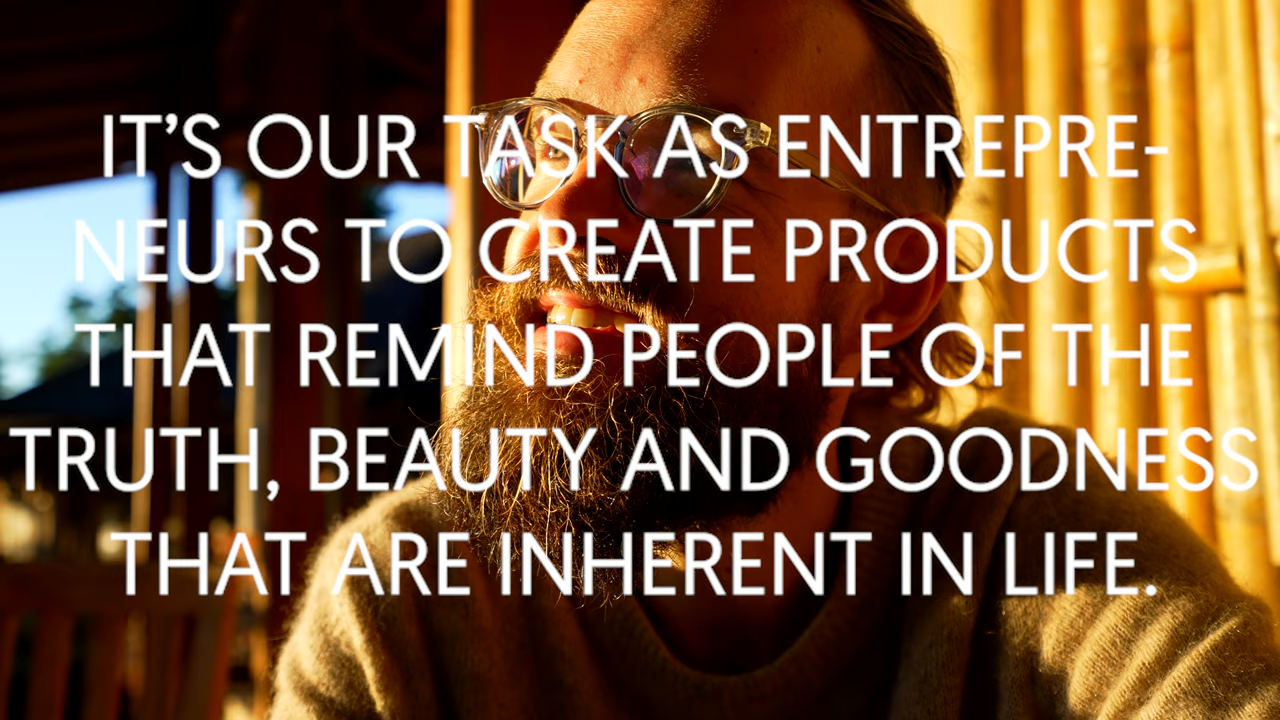 IT’S OUR TASK AS ENTREPRE-
NEURS TO CREATE PRODUCTS
THAT REMIND PEOPLE OF THE
TRUTH, BEAUTY AND GOODNESS
THAT ARE INHERENT IN LIFE.